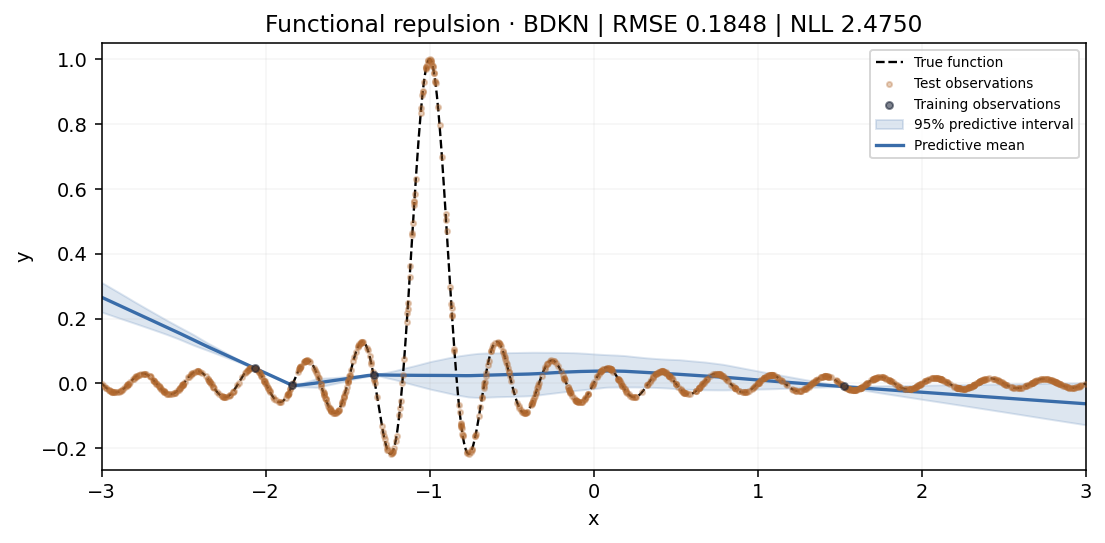 Functional repulsion · BDKN | RMSE 0.1848 | NLL 2.4750
True function
Test observations
Training observations
95% predictive interval
Predictive mean
y
1.0
0.8
0.6
0.4
0.2
0.0
−0.2
−3 −2 −1 0 1 2 3
x